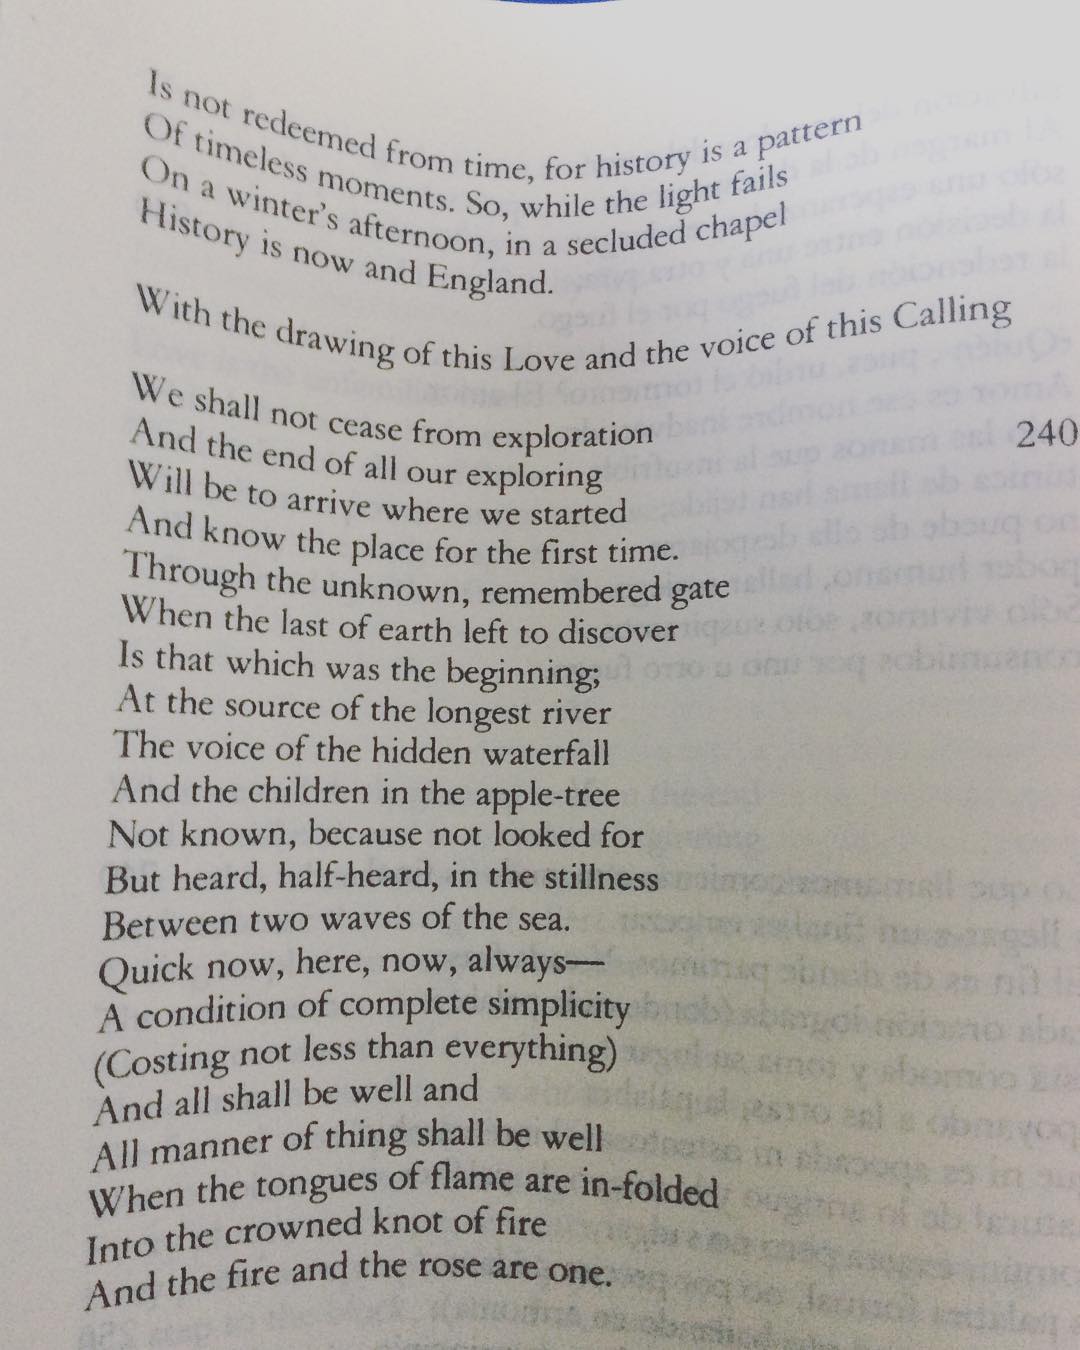 Is not redeemed from time, for history is a pattern
Of timeless moments. So, while the light fails
On a winter's afternoon, in a secluded chapel
History is now and England.
With the drawing of this Love and the voice of this Calling
We shall not cease from exploration
240
And the end of all our exploring
Will be to arrive where we started
And know the place for the first time.
Through the unknown, remembered gate
When the last of earth left to discover
Is that which was the beginning;
At the source of the longest river
The voice of the hidden waterfall
And the children in the apple-tree
Not known, because not looked for
But heard, half-heard, in the stillness
Between two waves of the sea.
Quick now, here, now, always—
A condition of complete simplicity
(Costing not less than everything)
And all shall be well and
All manner of thing shall be well
When the tongues of flame are in-folded
Into the crowned knot of fire
And the fire and the rose are one.